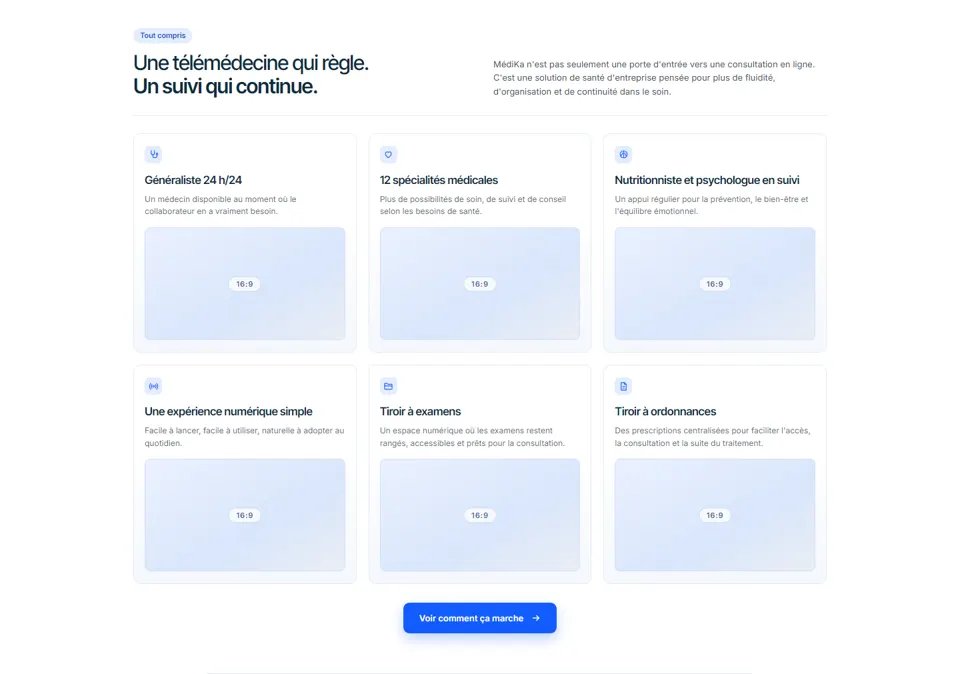 Tout compris
Une télémédecine qui règle.
Un suivi qui continue.
MédiKa n'est pas seulement une porte d'entrée vers une consultation en ligne.
C'est une solution de santé d'entreprise pensée pour plus de fluidité,
d'organisation et de continuité dans le soin.
Généraliste 24 h/24
Un médecin disponible au moment où le
collaborateur en a vraiment besoin.
16:9
12 spécialités médicales
Plus de possibilités de soin, de suivi et de conseil
selon les besoins de santé.
16:9
Nutritionniste et psychologue en suivi
Un appui régulier pour la prévention, le bien-être et
l'équilibre émotionnel.
16:9
Une expérience numérique simple
Facile à lancer, facile à utiliser, naturelle à adopter au
quotidien.
16:9
Tiroir à examens
Un espace numérique où les examens restent
rangés, accessibles et prêts pour la consultation.
16:9
Tiroir à ordonnances
Des prescriptions centralisées pour faciliter l'accès,
la consultation et la suite du traitement.
16:9
Voir comment ça marche →